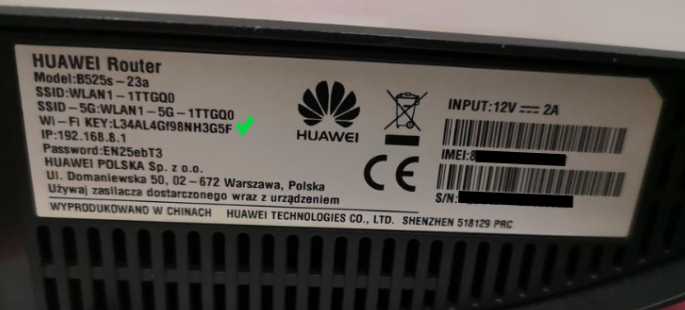 HUAWEI Router
Model:B525s-23a
SSID:WLAN1-1TTGQ0
SSID-5G:WLAN1-5G-1TTGQ0
Wi-Fi KEY:L34AL4Gf98NH3G5F
IP:192.168.8.1
Password:EN25ebT3
HUAWEI POLSKA Sp. z o.o.
Ul. Domaniewska 50, 02-672 Warszawa, Polska
Używaj zasilacza dostarczonego wraz z urządzeniem
WYPRODUKOWANO W CHINACH HUAWEI TECHNOLOGIES CO., LTD. SHENZHEN 518129 PRC
HUAWEI
CE
INPUT:12V⎓2A
IMEI:8
S/N: